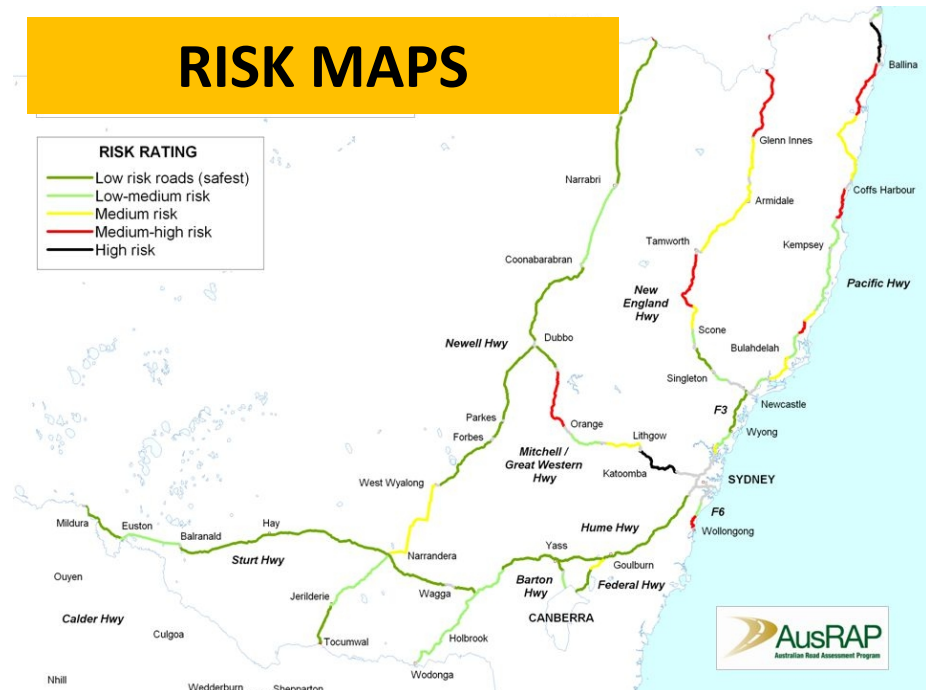 RISK MAPS
RISK RATING
Low risk roads (safest)
Low-medium risk
Medium risk
Medium-high risk
High risk
Ballina
Glenn Innes
Narrabri
Coffs Harbour
Armidale
Tamworth
Kempsey
Coonabarabran
Pacific Hwy
New
England
Hwy
Scone
Newell Hwy
Dubbo
Bulahdelah
Singleton
F3
Newcastle
Parkes
Orange
Wyong
Forbes
Lithgow
Mitchell /
Great Western
Hwy
Katoomba
SYDNEY
West Wyalong
F6
Mildura
Euston
Hay
Hume Hwy
Wollongong
Balranald
Yass
Sturt Hwy
Narrandera
Goulburn
Ouyen
Barton
Hwy
Federal Hwy
Jerilderie
Wagga
Calder Hwy
CANBERRA
Culgoa
Tocumwal
Holbrook
AusRAP
Australian Road Assessment Program
Wodonga
Nhill
Wedderburn
Shepparton